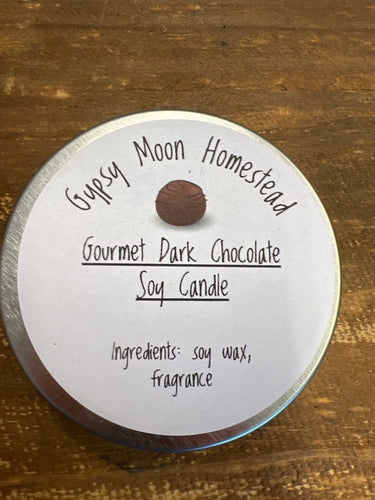 Gypsy Moon Homestead
Gourmet Dark Chocolate
Soy Candle
Ingredients: soy wax,
fragrance